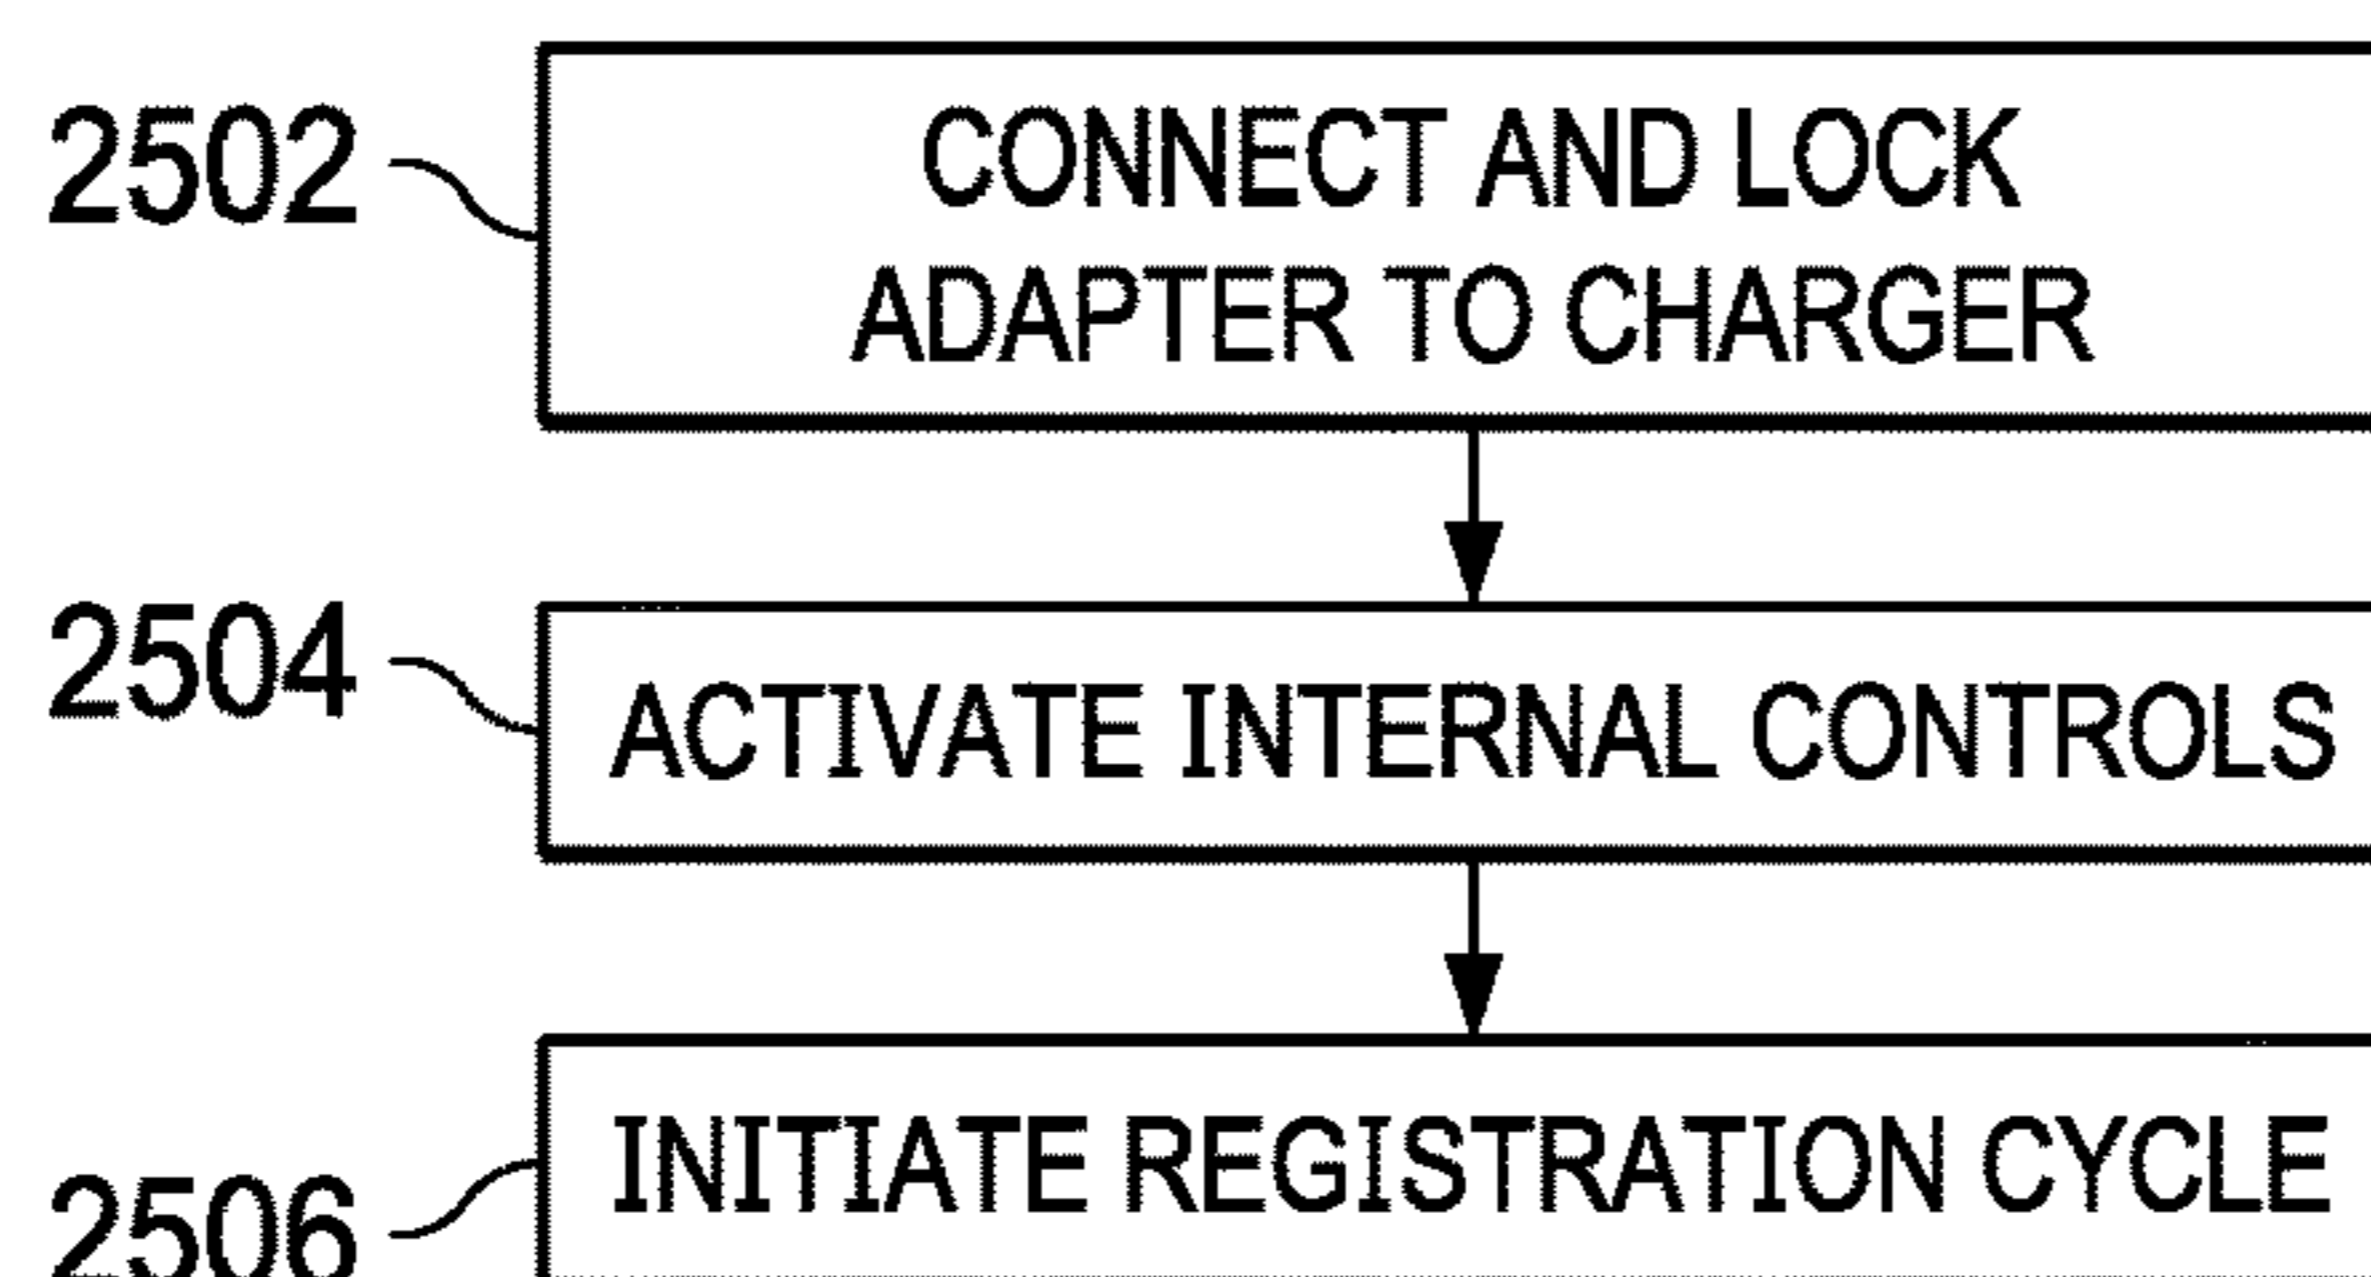 2502
CONNECT AND LOCK
ADAPTER TO CHARGER
2504
ACTIVATE INTERNAL CONTROLS
INITIATE REGISTRATION CYCLE
2506